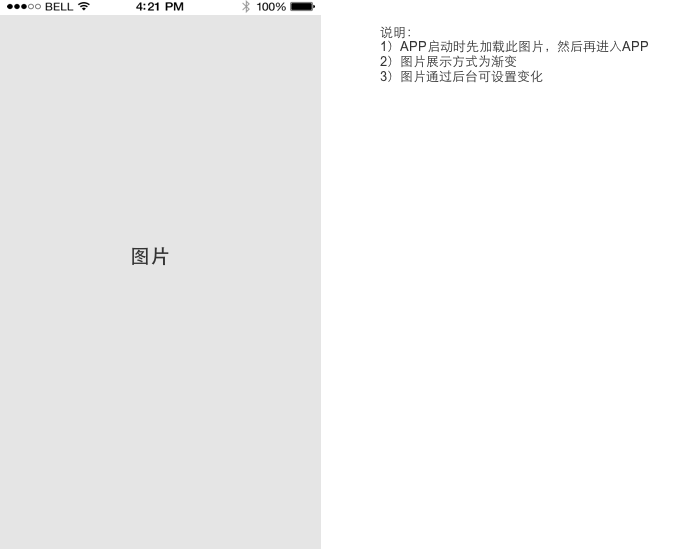 BELL
4:21 PM
100%
图片
说明：
1）APP启动时先加载此图片，然后再进入APP
2）图片展示方式为渐变
3）图片通过后台可设置变化